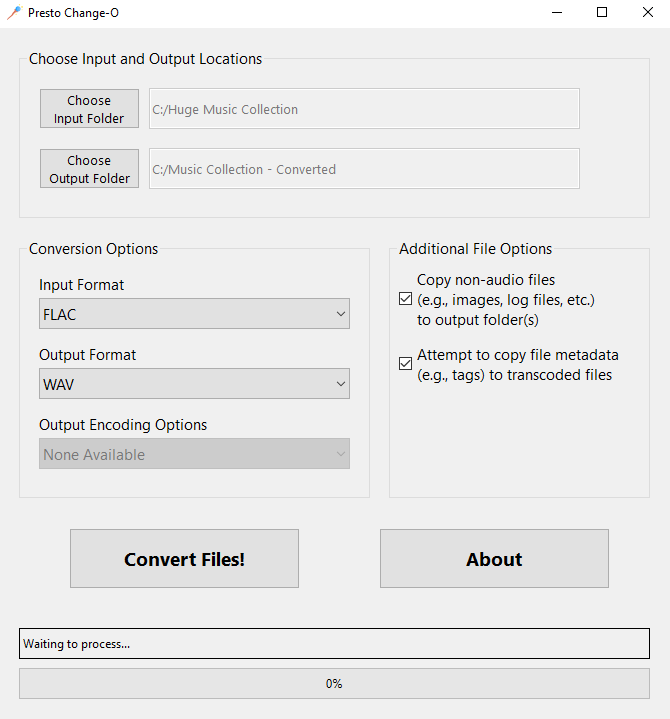 Presto Change-O
Choose Input and Output Locations
Choose
Input Folder
C:/Huge Music Collection
Choose
Output Folder
C:/Music Collection - Converted
Conversion Options
Input Format
FLAC
Output Format
WAV
Output Encoding Options
None Available
Additional File Options
Copy non-audio files
(e.g., images, log files, etc.)
to output folder(s)
Attempt to copy file metadata
(e.g., tags) to transcoded files
Convert Files!
About
Waiting to process...
0%